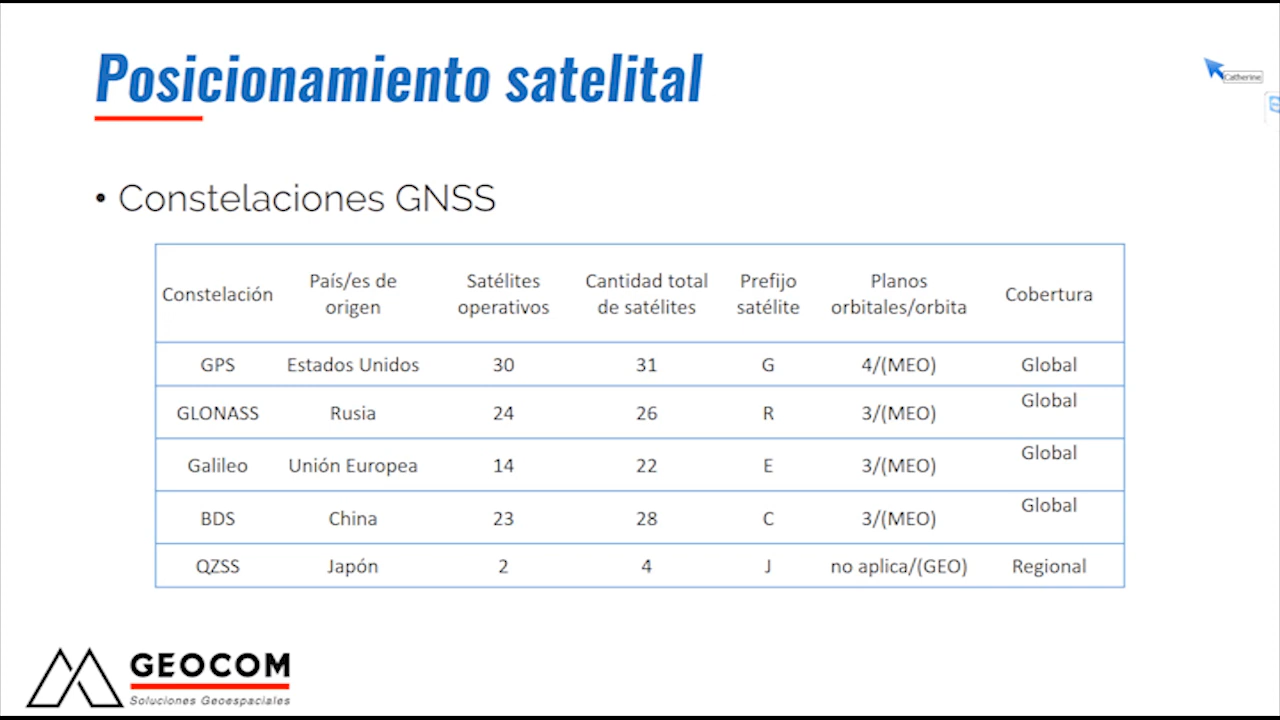 Posicionamiento satelital
Catherine
• Constelaciones GNSS
Constelación País/es de origen Satélites operativos Cantidad total de satélites Prefijo satélite Planos orbitales/orbita Cobertura
GPS Estados Unidos 30 31 G 4/(MEO) Global
GLONASS Rusia 24 26 R 3/(MEO) Global
Galileo Unión Europea 14 22 E 3/(MEO) Global
BDS China 23 28 C 3/(MEO) Global
QZSS Japón 2 4 J no aplica/(GEO) Regional
GEOCOM
Soluciones Geoespaciales